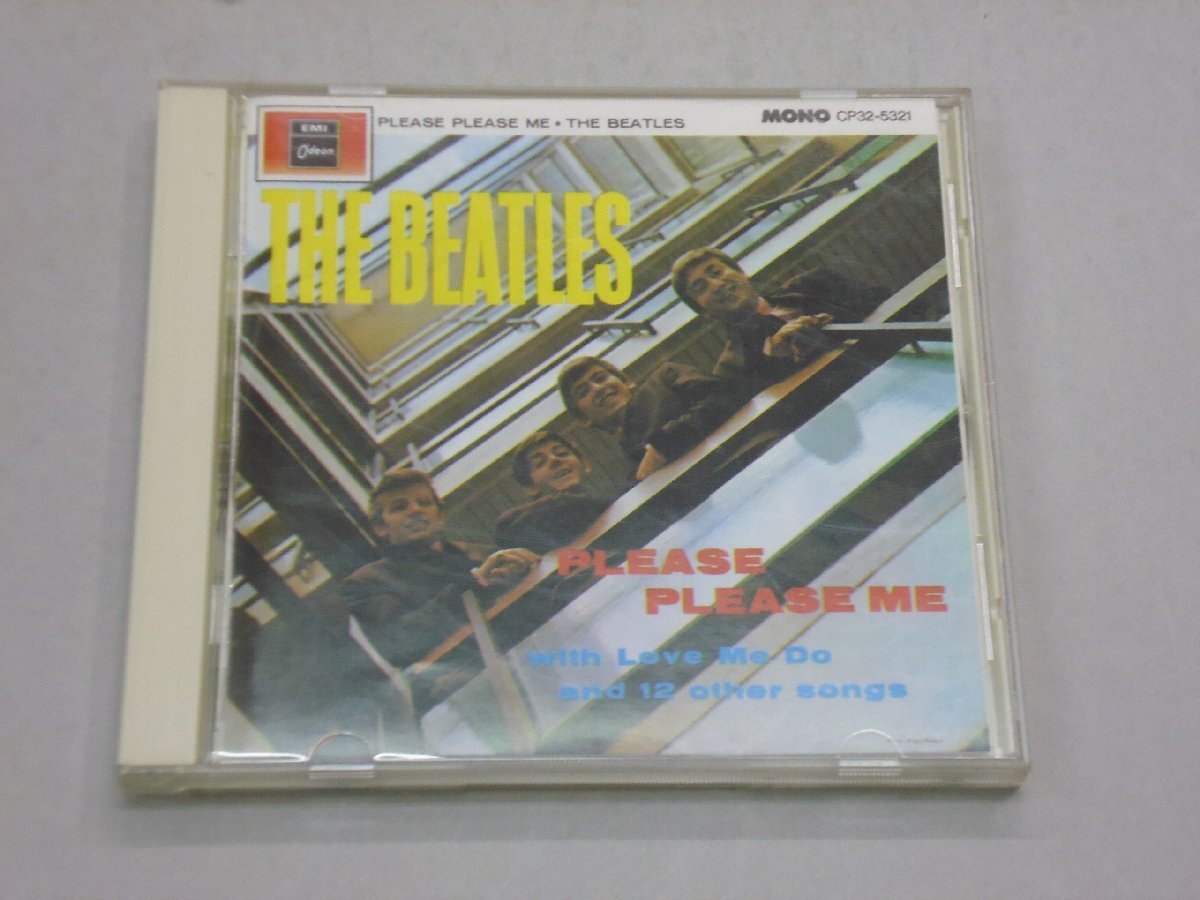 EMI
Odeon
PLEASE PLEASE ME • THE BEATLES
MONO CP32-5321
THE BEATLES
PLEASE
PLEASE ME
with Love Me Do
and 12 other songs